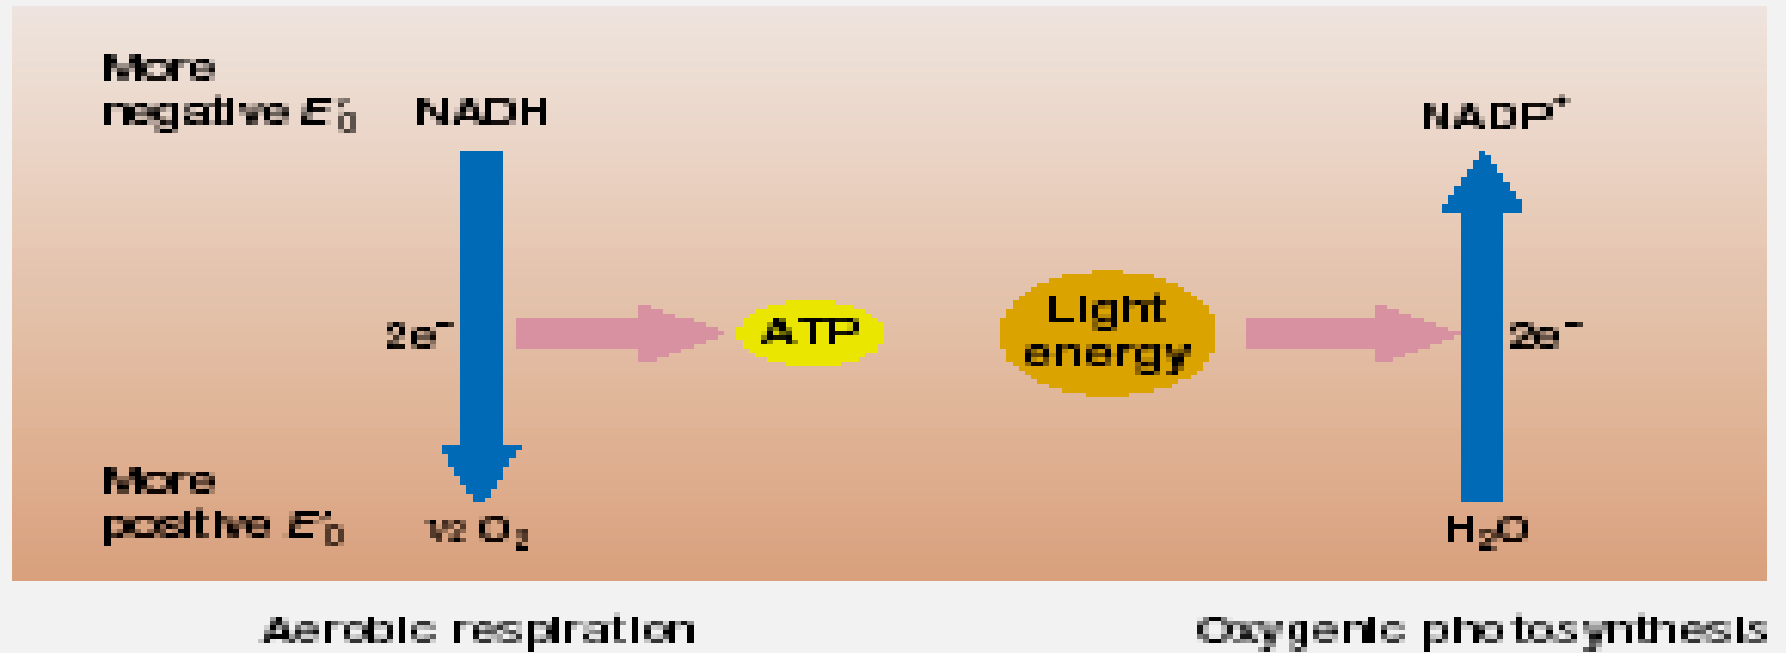 More
negative E′0 NADH
NADP+
2e−
ATP
Light
energy
2e−
More
positive E′0
1/2 O2
H2O
Aerobic respiration
Oxygenic photosynthesis